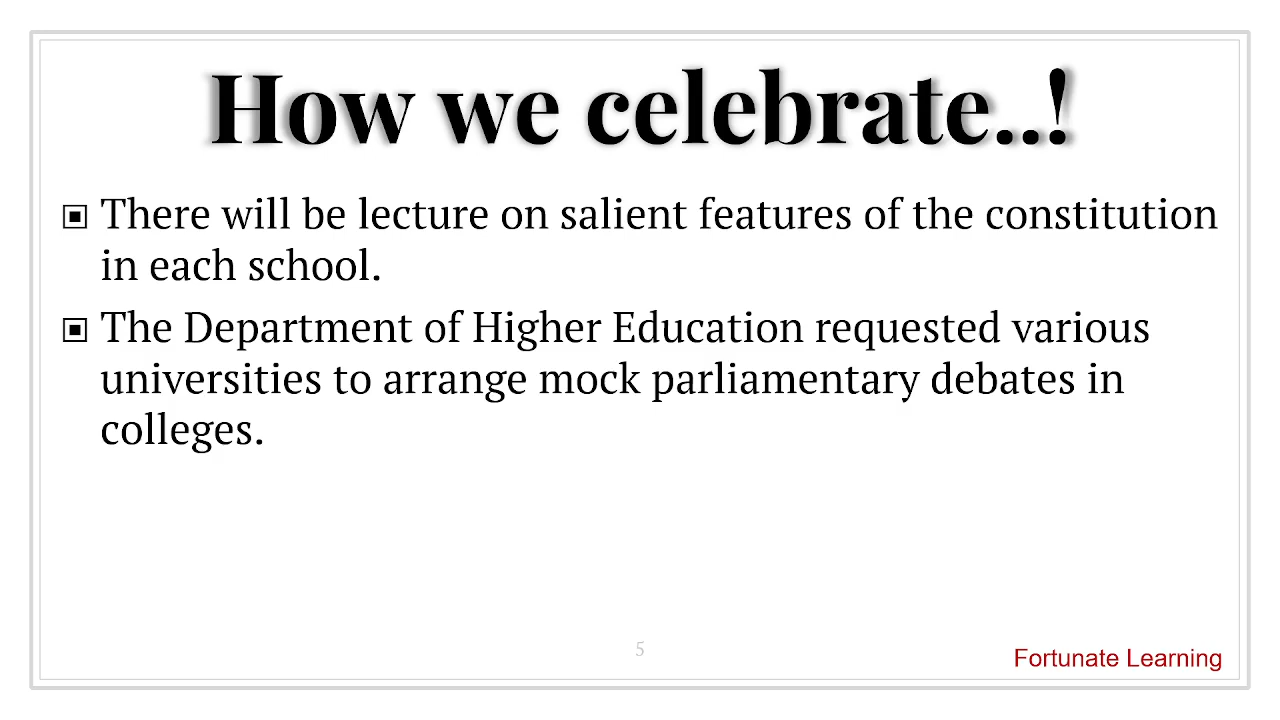 How we celebrate..!
There will be lecture on salient features of the constitution
in each school.
The Department of Higher Education requested various
universities to arrange mock parliamentary debates in
colleges.
5
Fortunate Learning